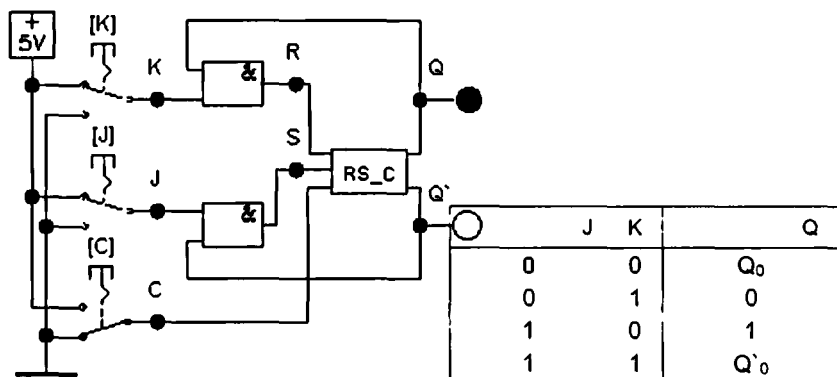 +
5V
[K]
K
&
R
Q
[J]
J
&
S
RS_C
Q`
[C]
C
J K Q
0 0 Q₀
0 1 0
1 0 1
1 1 Q`₀